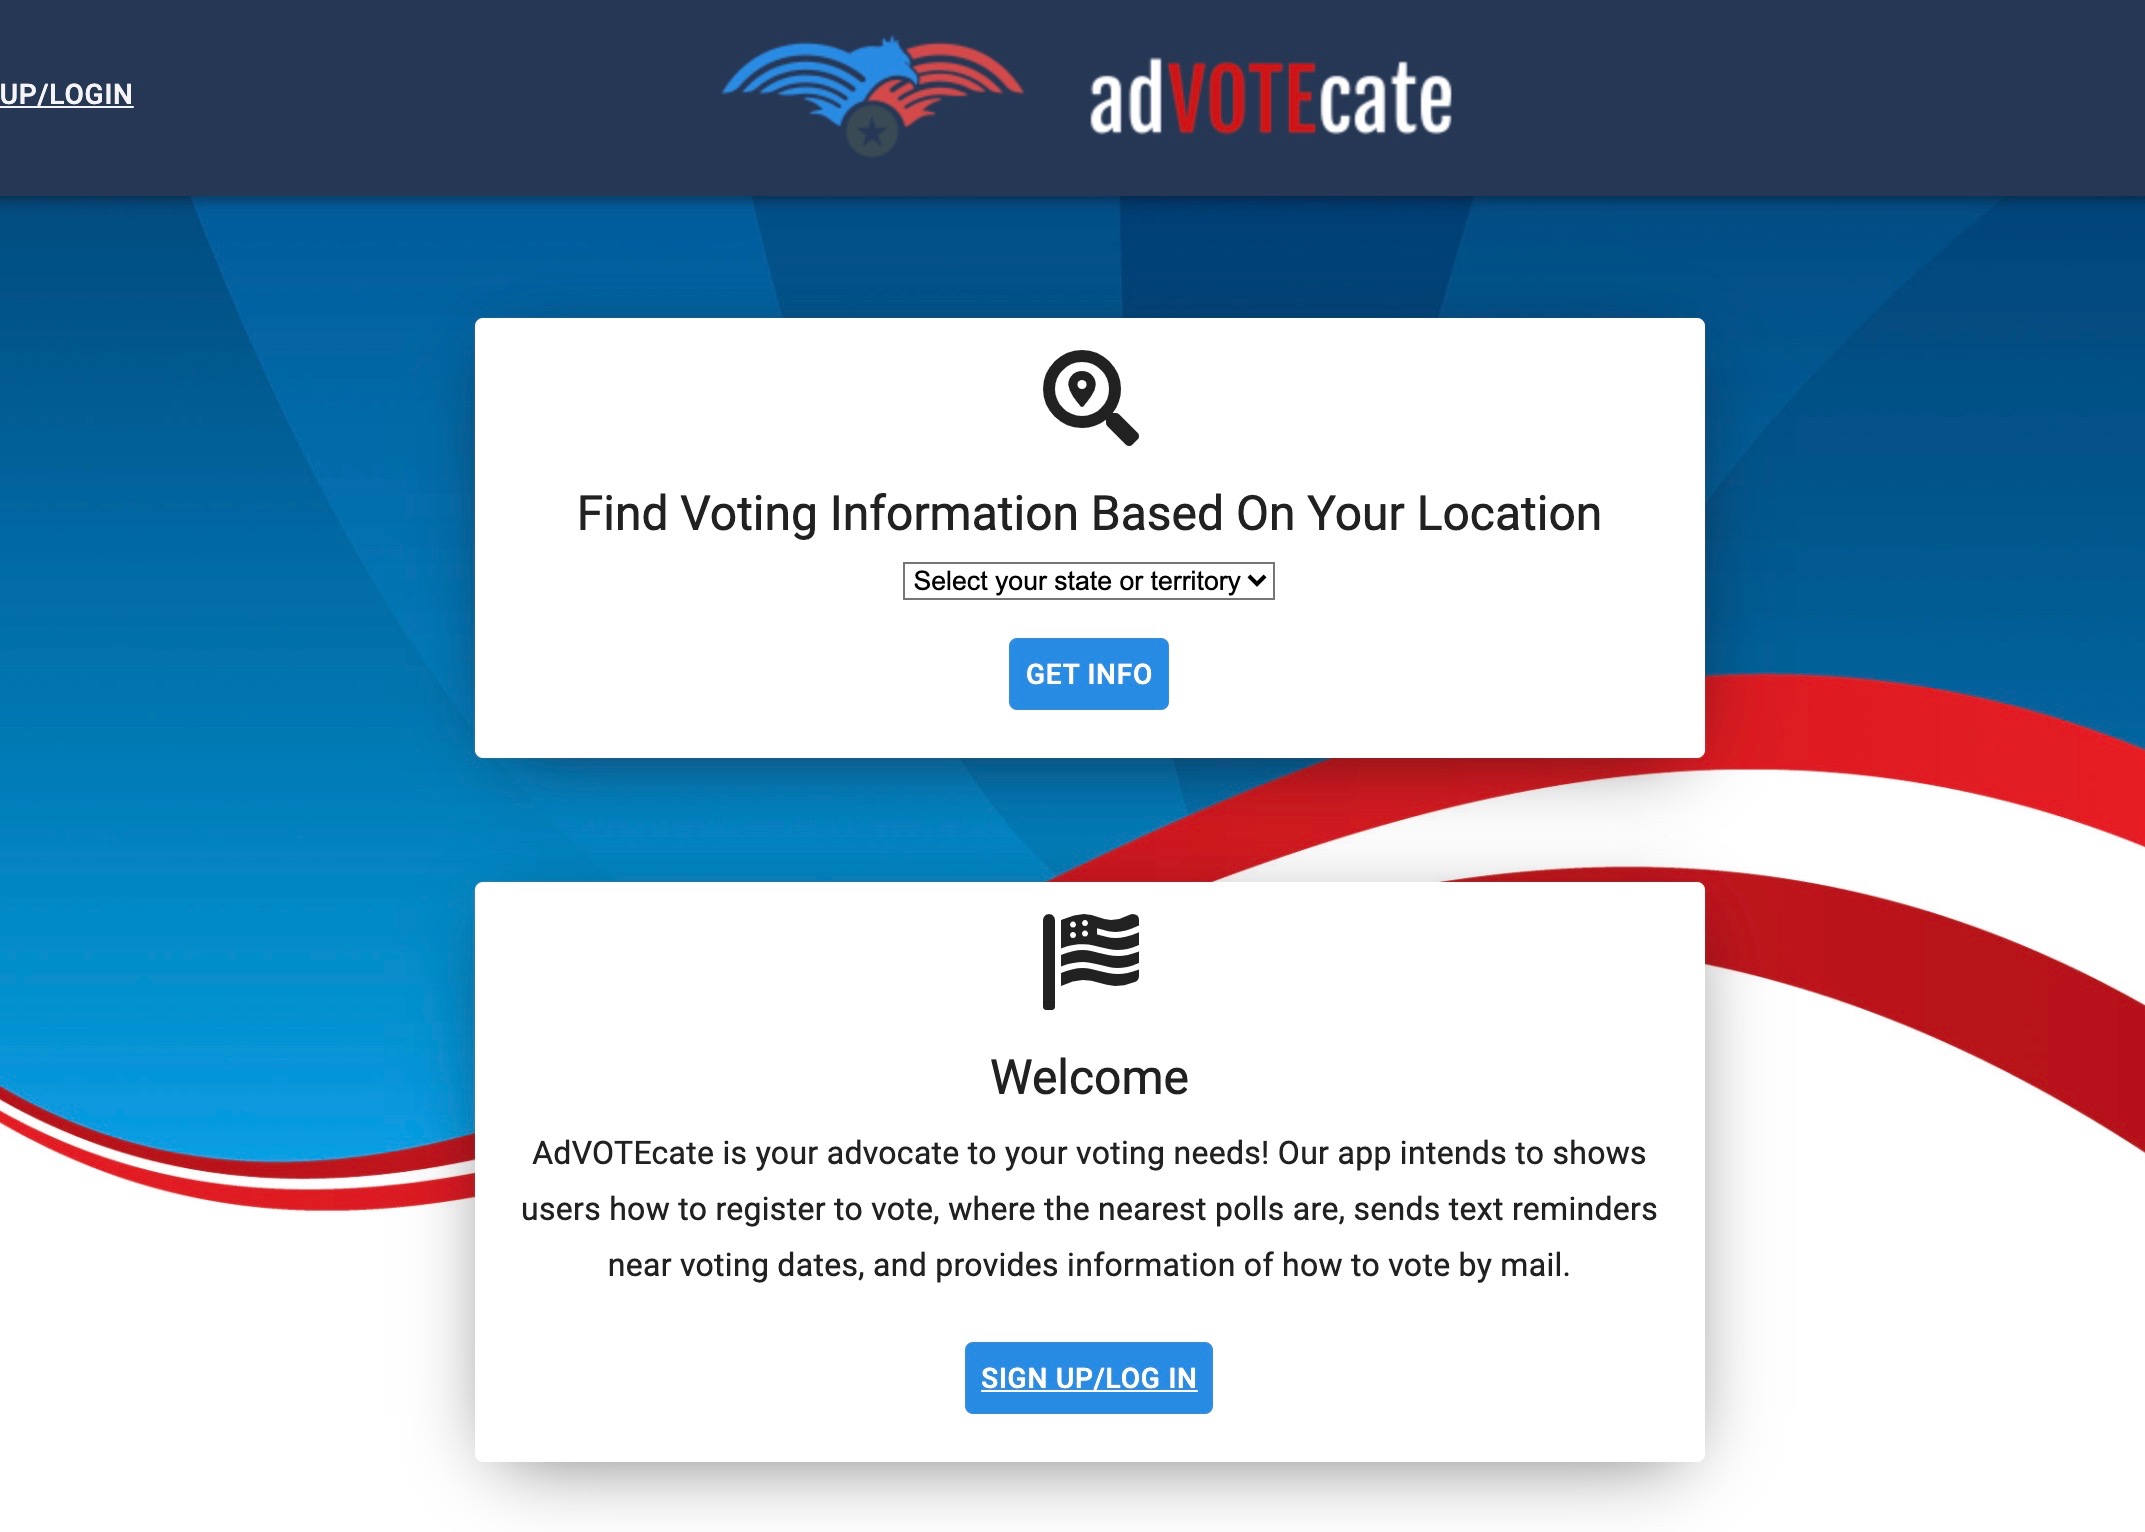 UP/LOGIN
adVOTEcate
Find Voting Information Based On Your Location
Select your state or territory
GET INFO
Welcome
AdVOTEcate is your advocate to your voting needs! Our app intends to shows
users how to register to vote, where the nearest polls are, sends text reminders
near voting dates, and provides information of how to vote by mail.
SIGN UP/LOG IN